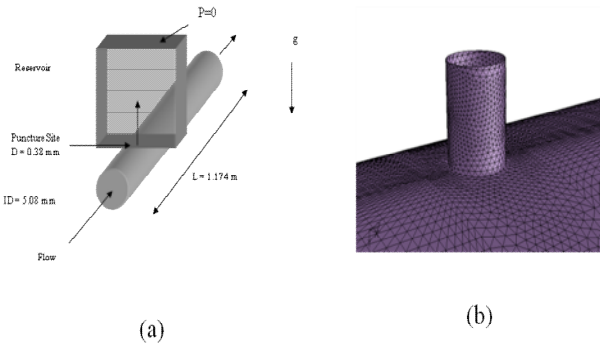 P=0
g
Reservoir
Puncture Site
D = 0.38 mm
L = 1.174 m
ID = 5.08 mm
Flow
(a)
(b)